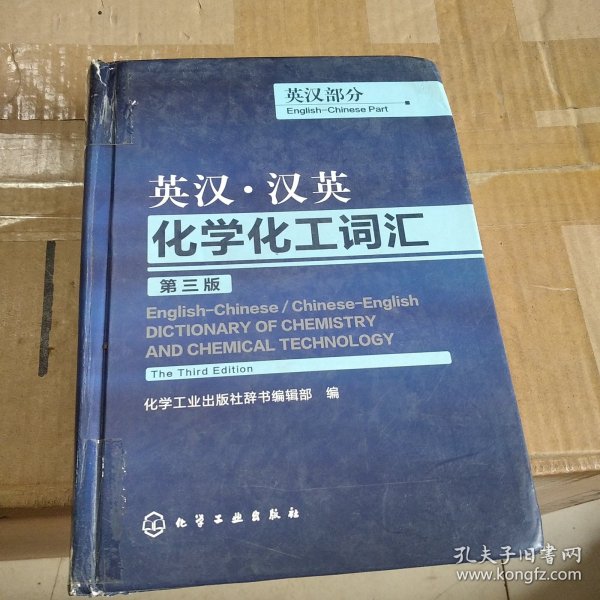 英汉部分
English-Chinese Part
英汉·汉英
化学化工词汇
第三版
English-Chinese / Chinese-English
DICTIONARY OF CHEMISTRY
AND CHEMICAL TECHNOLOGY
The Third Edition
化学工业出版社辞书编辑部 编
化学工业出版社
孔夫子旧书网
www.kongfz.com